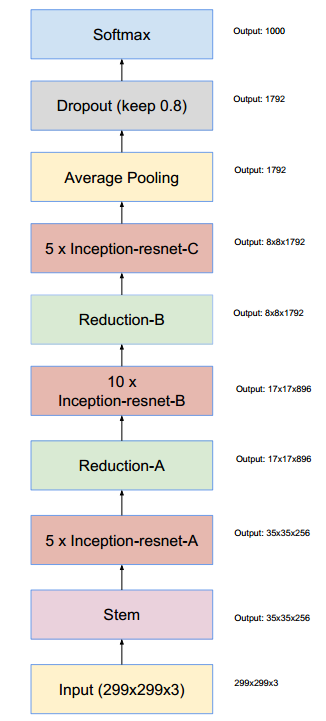 Softmax
Output: 1000
Dropout (keep 0.8)
Output: 1792
Average Pooling
Output: 1792
5 x Inception-resnet-C
Output: 8x8x1792
Reduction-B
Output: 8x8x1792
10 x
Inception-resnet-B
Output: 17x17x896
Reduction-A
Output: 17x17x896
5 x Inception-resnet-A
Output: 35x35x256
Stem
Output: 35x35x256
Input (299x299x3)
299x299x3